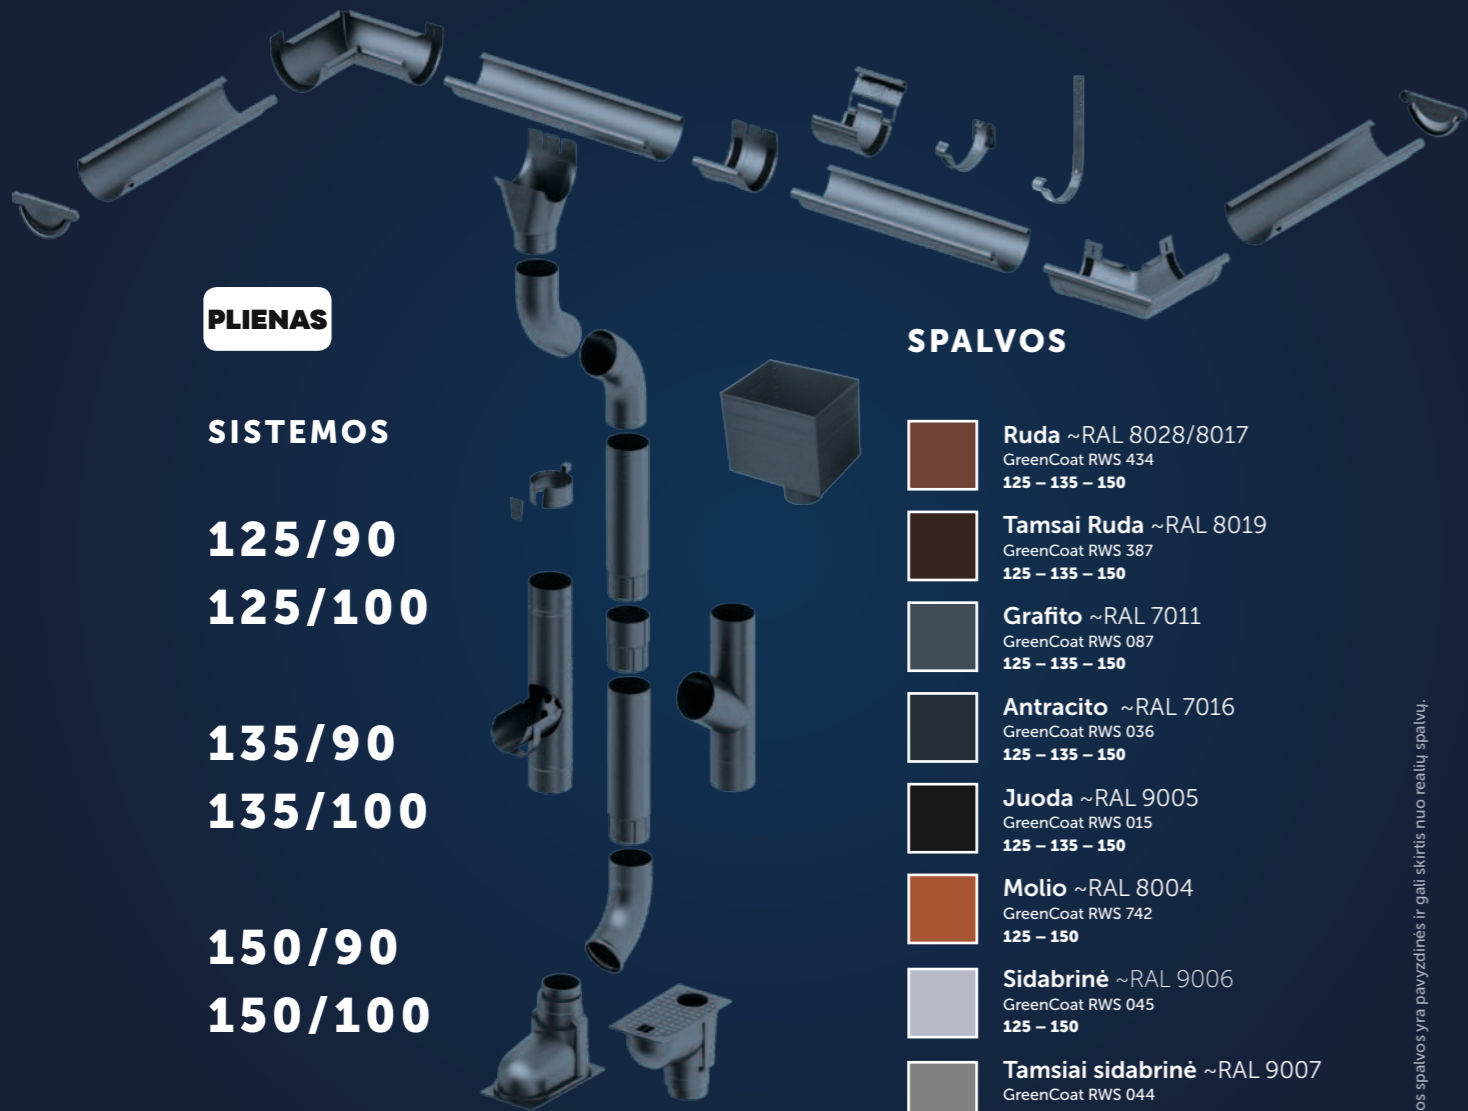 PLIENAS
SISTEMOS
125/90
125/100
135/90
135/100
150/90
150/100
SPALVOS
Ruda ~RAL 8028/8017
GreenCoat RWS 434
125 – 135 – 150
Tamsai Ruda ~RAL 8019
GreenCoat RWS 387
125 – 135 – 150
Grafito ~RAL 7011
GreenCoat RWS 087
125 – 135 – 150
Antracito ~RAL 7016
GreenCoat RWS 036
125 – 135 – 150
Juoda ~RAL 9005
GreenCoat RWS 015
125 – 135 – 150
Molio ~RAL 8004
GreenCoat RWS 742
125 – 150
Sidabrinė ~RAL 9006
GreenCoat RWS 045
125 – 150
Tamsiai sidabrinė ~RAL 9007
GreenCoat RWS 044
spalvos yra pavyzdinės ir gali skirtis nuo realių spalvų.